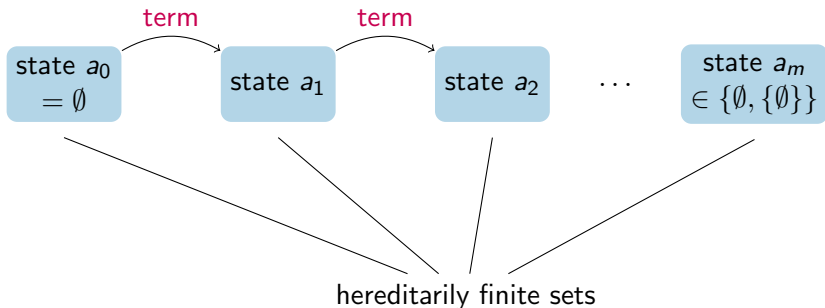 term term
state a₀
= ∅
state a₁
state a₂
. . .
state aₘ
∈ {∅, {∅}}
hereditarily finite sets